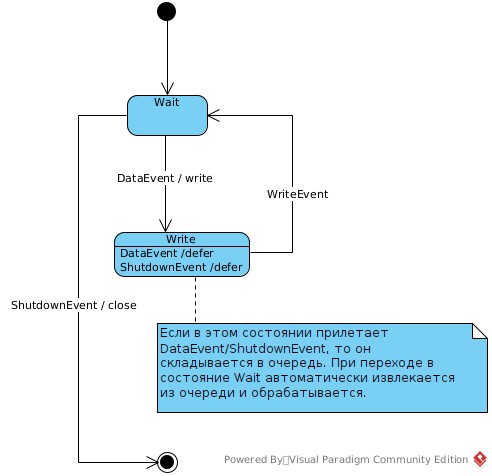 Wait
DataEvent / write
WriteEvent
Write
DataEvent /defer
ShutdownEvent /defer
ShutdownEvent / close
Если в этом состоянии прилетает
DataEvent/ShutdownEvent, то он
складывается в очередь. При переходе в
состояние Wait автоматически извлекается
из очереди и обрабатывается.
Powered By Visual Paradigm Community Edition